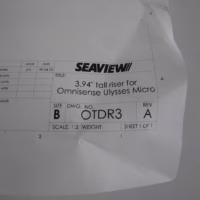 SEAVIEW
TITLE:
3.94" tall riser for
Omnisense Ulysses Micro
SIZE DWG. NO. REV
B OTDR3 A
SCALE: 1:2 WEIGHT: SHEET 1 OF 1